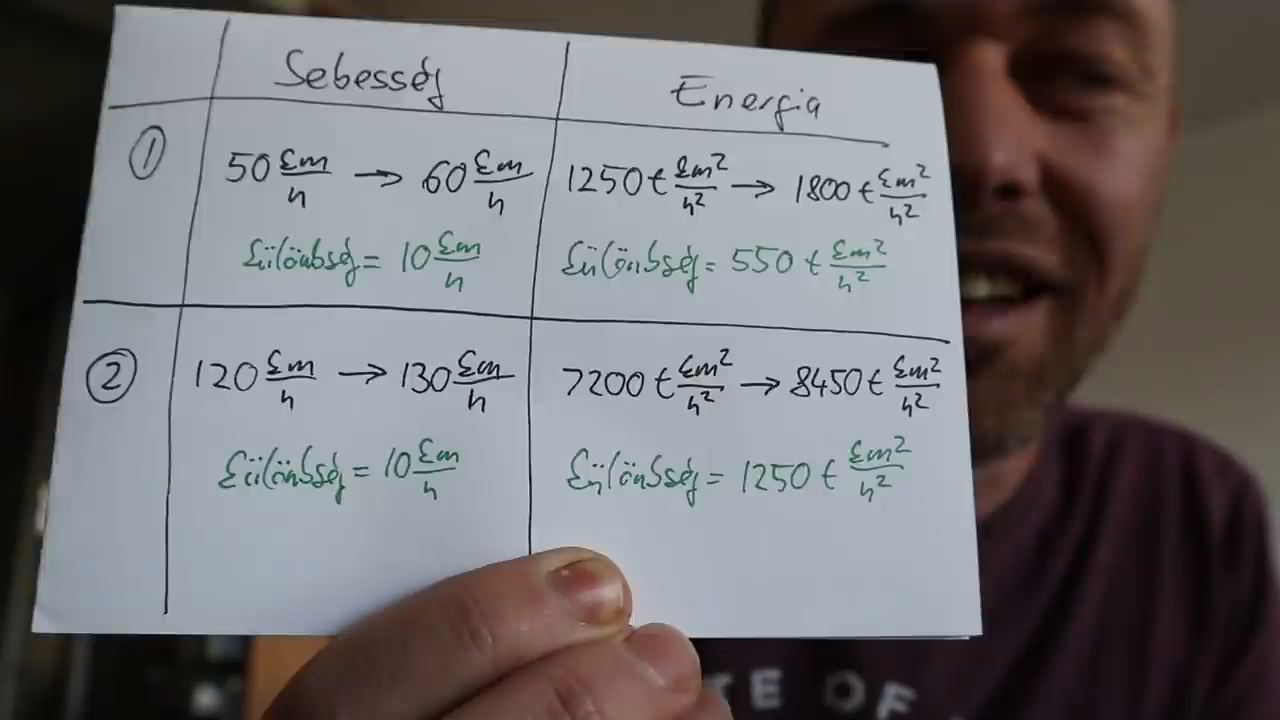 Sebesség Energia
① 50 km/h → 60 km/h 1250 t km²/h² → 1800 t km²/h²
különbség = 10 km/h különbség = 550 t km²/h²
② 120 km/h → 130 km/h 7200 t km²/h² → 8450 t km²/h²
különbség = 10 km/h különbség = 1250 t km²/h²
TE OF